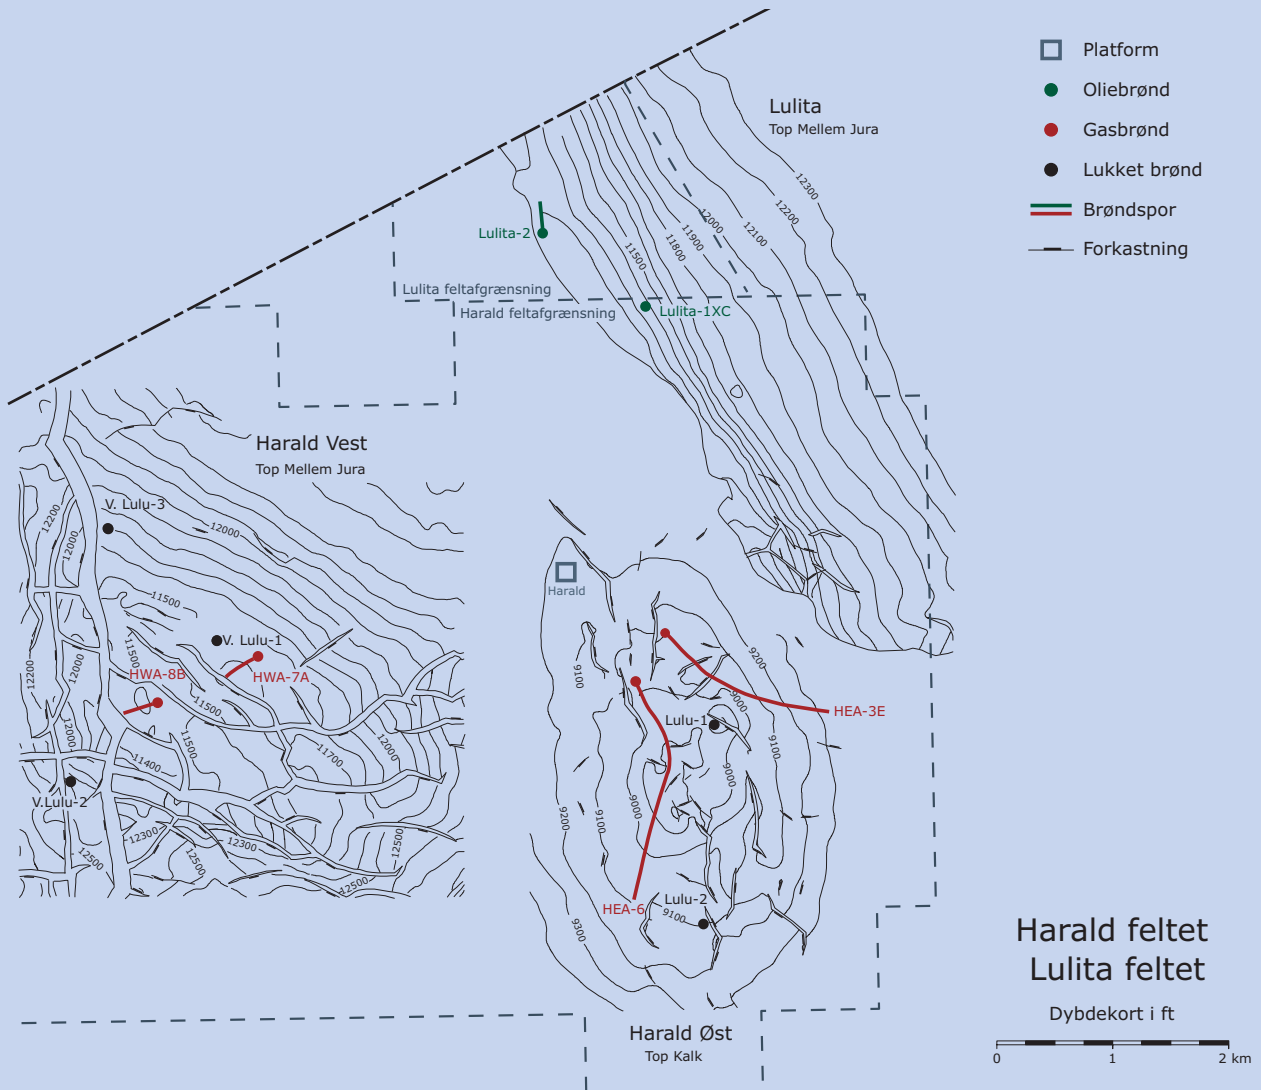 Platform
Oliebrønd
Gasbrønd
Lukket brønd
Brøndspor
Forkastning
Lulita
Top Mellem Jura
12300
12200
12100
12000
11900
11800
11500
Lulita-2
Lulita feltafgrænsning
Harald feltafgrænsning
Lulita-1XC
Harald Vest
Top Mellem Jura
V. Lulu-3
12200
12000
12000
11500
V. Lulu-1
11500
HWA-8B
HWA-7A
12200
12000
11500
12000
11500
11700
12000
11400
V.Lulu-2
12300
12300
12500
12500
12500
12500
Harald
9100
9200
9000
HEA-3E
Lulu-1
9100
9000
9000
9200
9100
Lulu-2
HEA-6
9100
9300
Harald Øst
Top Kalk
Harald feltet
Lulita feltet
Dybdekort i ft
0 1 2 km